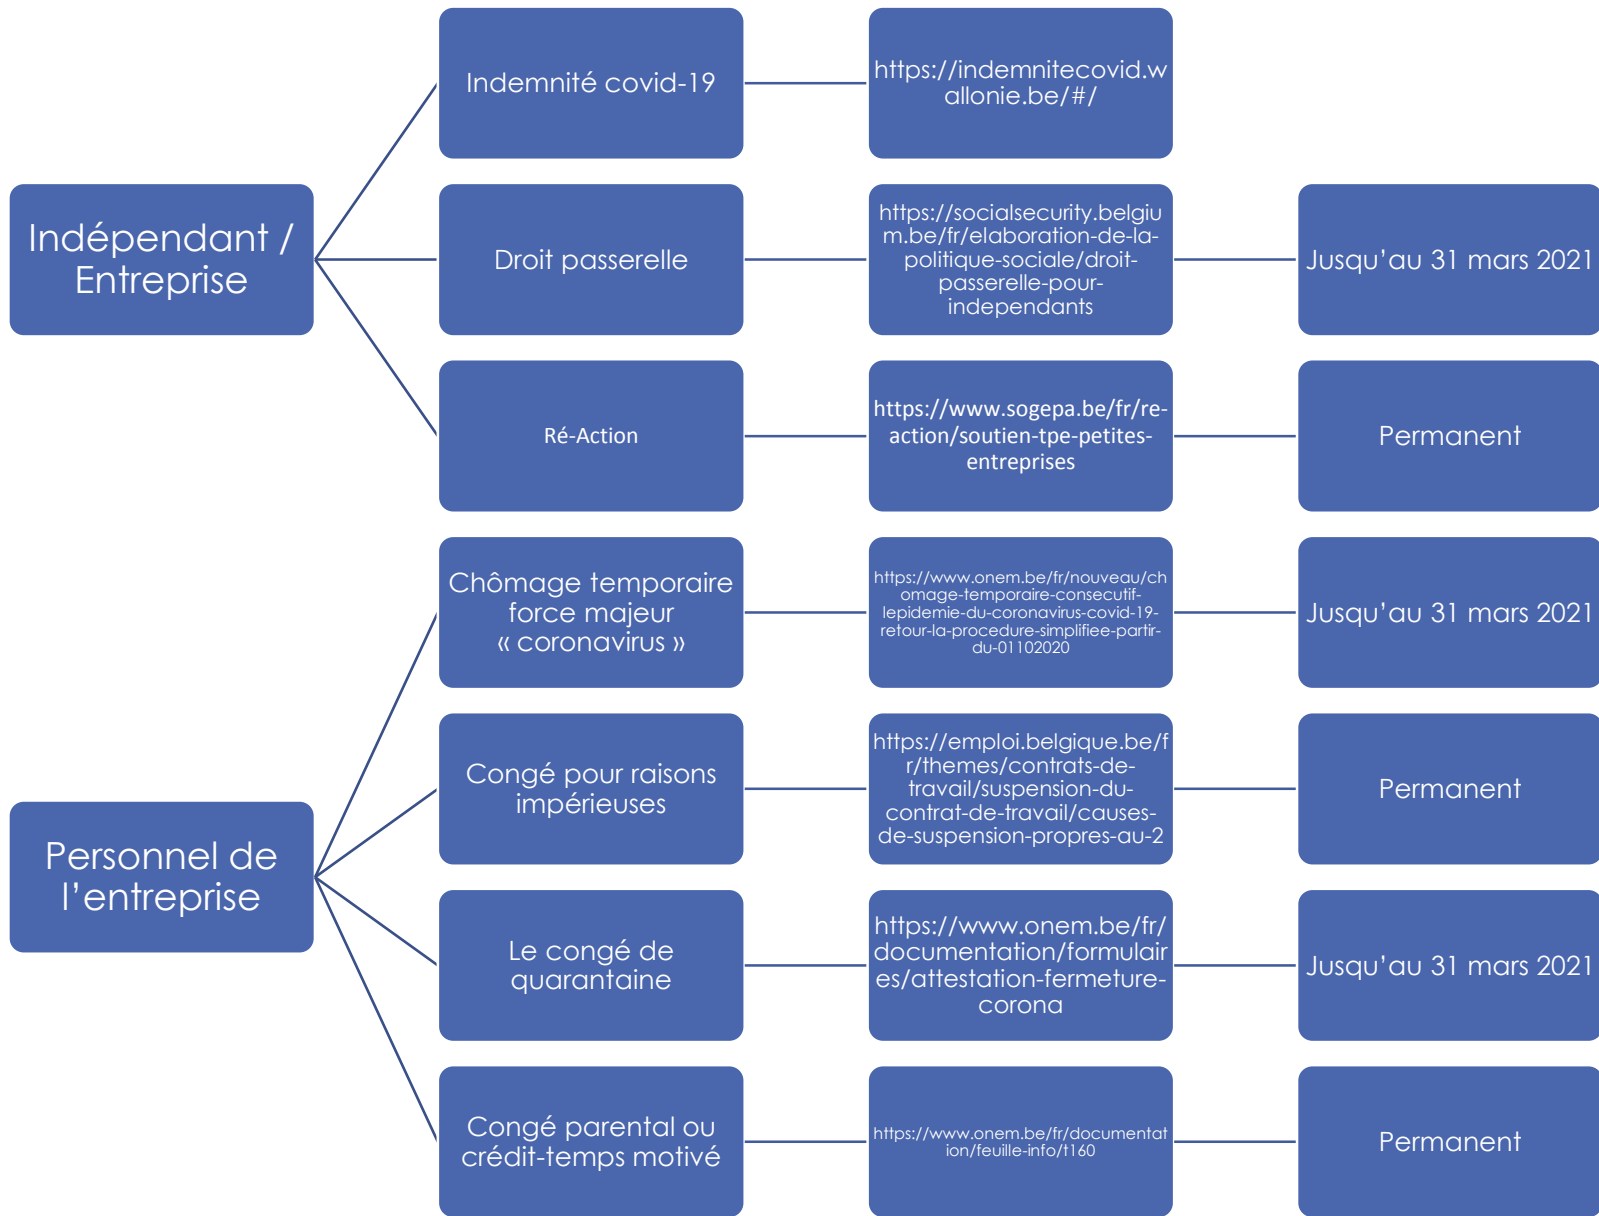 Indépendant /
Entreprise
Indemnité covid-19
https://indemnitecovid.w
allonie.be/#/
Droit passerelle
https://socialsecurity.belgiu
m.be/fr/elaboration-de-la-
politique-sociale/droit-
passerelle-pour-
independants
Jusqu’au 31 mars 2021
Ré-Action
https://www.sogepa.be/fr/re-
action/soutien-tpe-petites-
entreprises
Permanent
Personnel de
l’entreprise
Chômage temporaire
force majeur
« coronavirus »
https://www.onem.be/fr/nouveau/ch
omage-temporaire-consecutif-
lepidemie-du-coronavirus-covid-19-
retour-la-procedure-simplifiee-partir-
du-01102020
Jusqu’au 31 mars 2021
Congé pour raisons
impérieuses
https://emploi.belgique.be/f
r/themes/contrats-de-
travail/suspension-du-
contrat-de-travail/causes-
de-suspension-propres-au-2
Permanent
Le congé de
quarantaine
https://www.onem.be/fr/
documentation/formulair
es/attestation-fermeture-
corona
Jusqu’au 31 mars 2021
Congé parental ou
crédit-temps motivé
https://www.onem.be/fr/documentat
ion/feuille-info/t160
Permanent